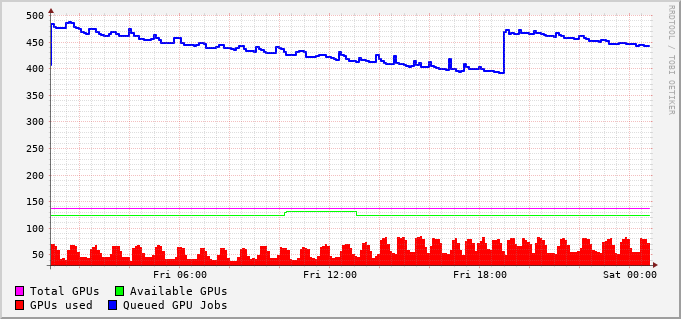 500
450
400
350
300
250
200
150
100
50
Fri 06:00 Fri 12:00 Fri 18:00 Sat 00:00
Total GPUs Available GPUs
GPUs used Queued GPU Jobs
RRDTOOL / TOBI OETIKER